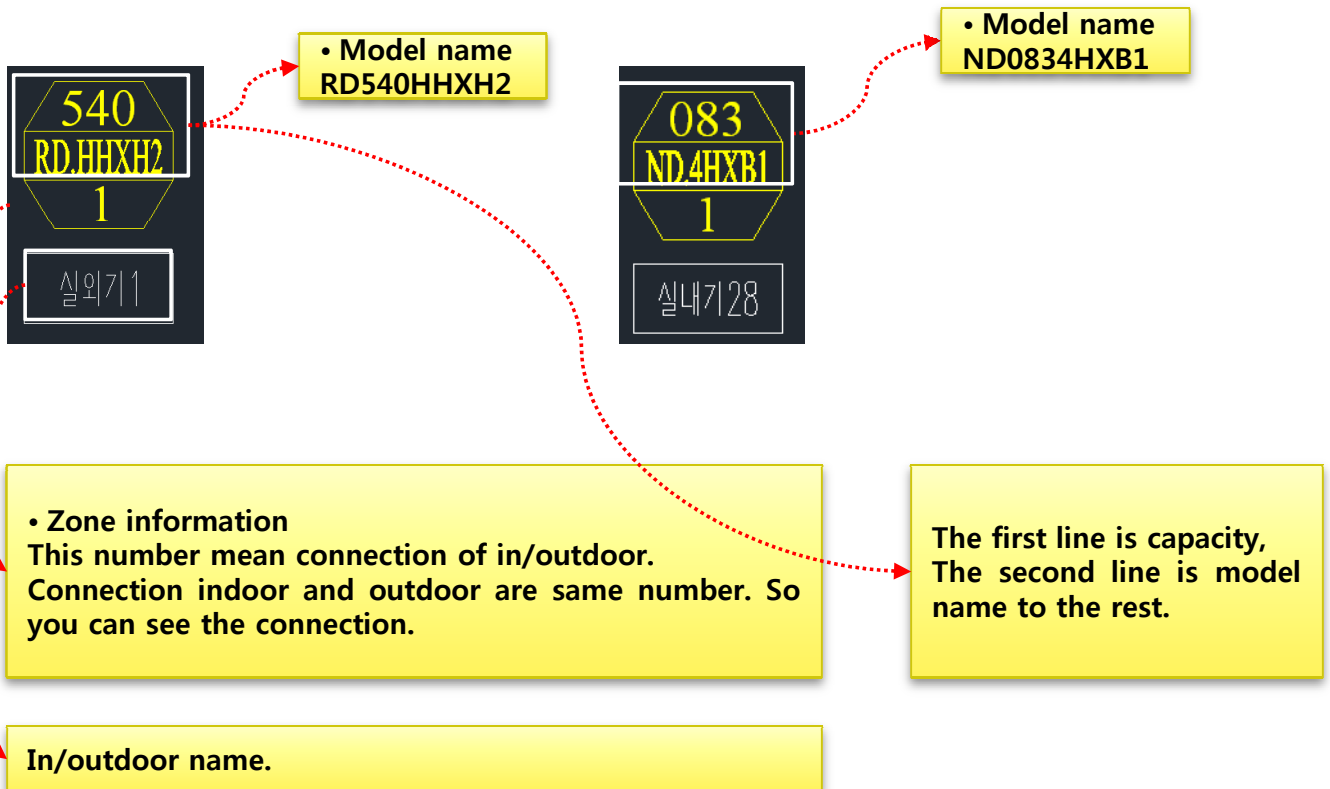 • Model name
RD540HHXH2
• Model name
ND0834HXB1
540
RD.HHXH2
1
실외기1
083
ND.4HXB1
1
실내기28
• Zone information
This number mean connection of in/outdoor.
Connection indoor and outdoor are same number. So
you can see the connection.
The first line is capacity,
The second line is model
name to the rest.
In/outdoor name.